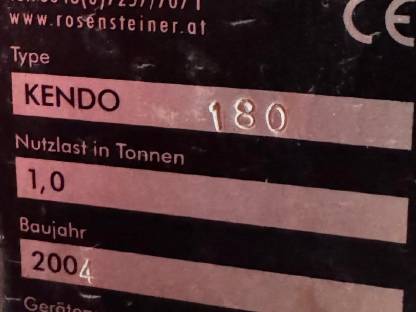 www.rosensteiner.at
CE
Type
KENDO 180
Nutzlast in Tonnen
1,0
Baujahr
2004